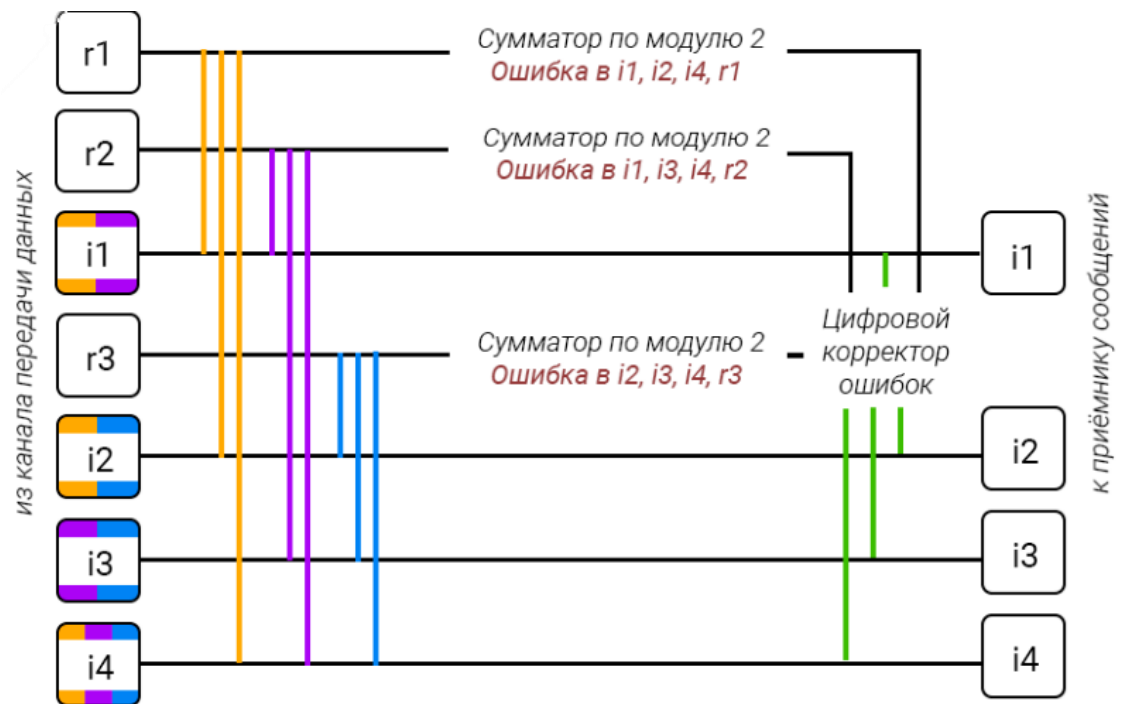 из канала передачи данных
r1
Сумматор по модулю 2
Ошибка в i1, i2, i4, r1
r2
Сумматор по модулю 2
Ошибка в i1, i3, i4, r2
i1
i1
r3
Сумматор по модулю 2
Ошибка в i2, i3, i4, r3
Цифровой
корректор
ошибок
i2
i2
i3
i3
i4
i4
к приёмнику сообщений